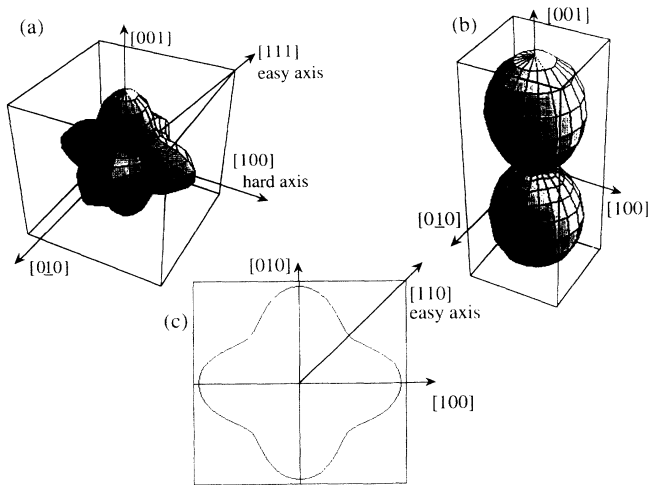 (a)
[001]
[111]
easy axis
[100]
hard axis
[010]
(b)
[001]
[100]
[010]
(c)
[010]
[110]
easy axis
[100]